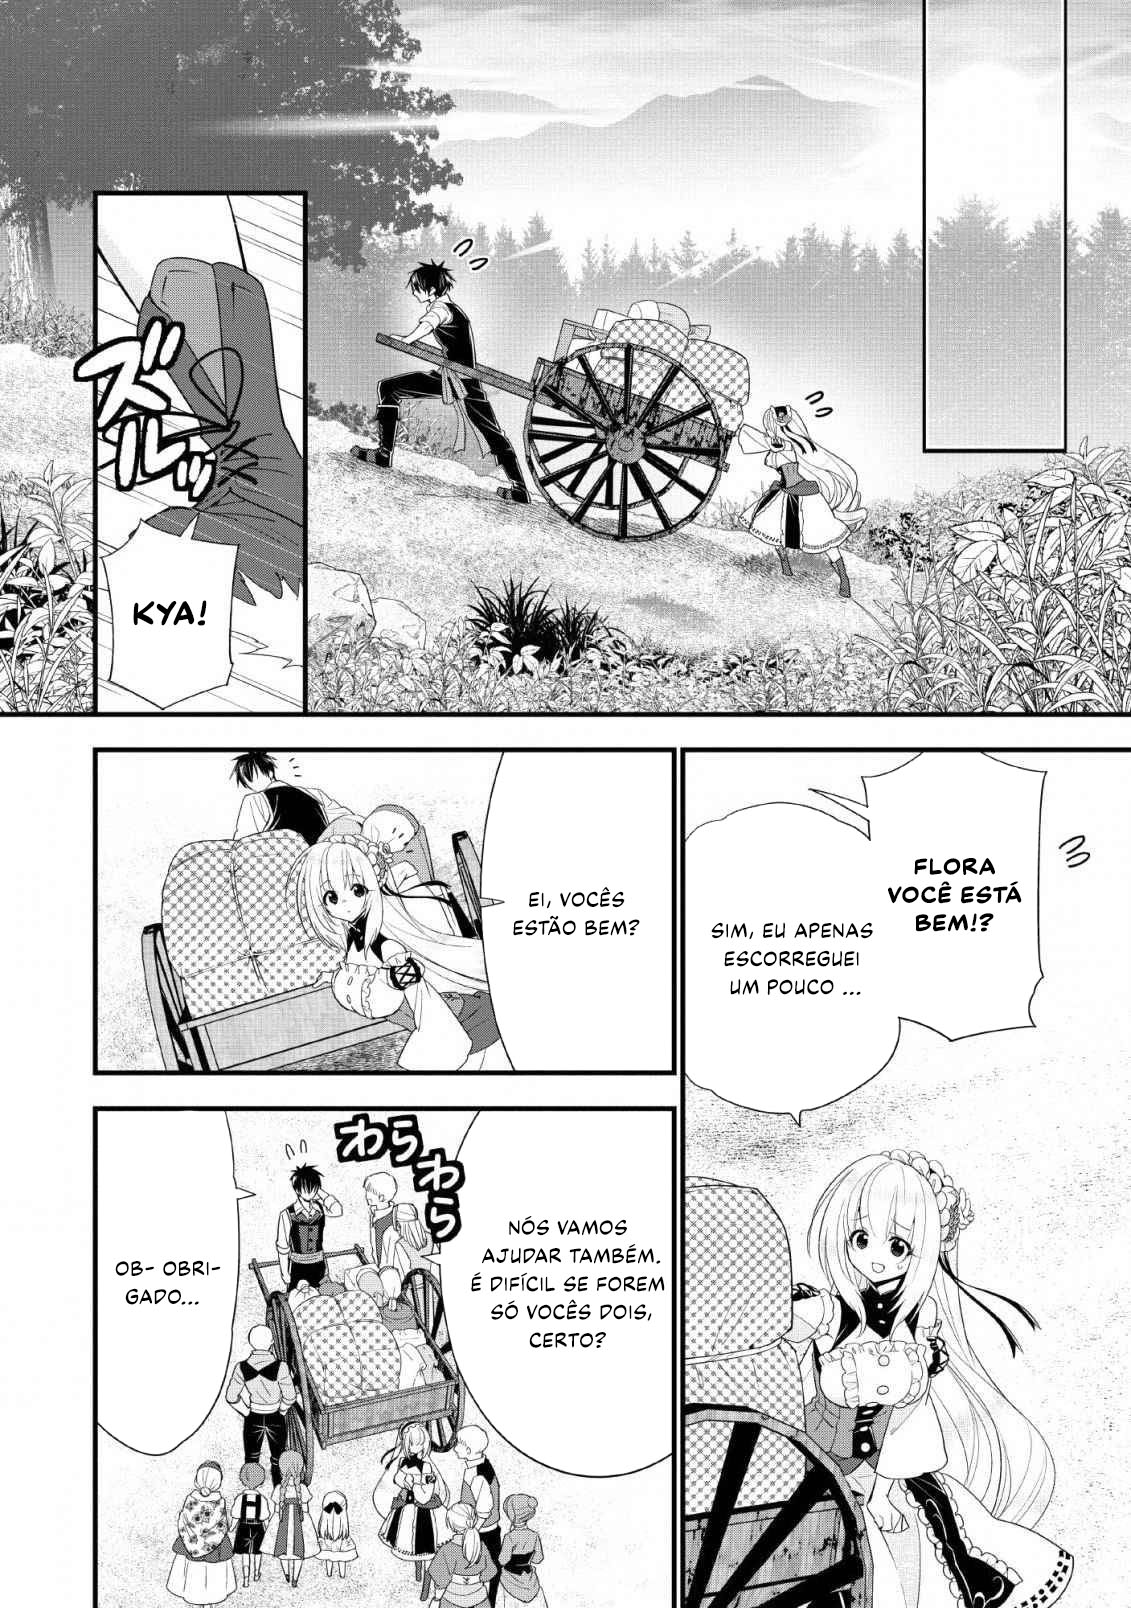 ズルッ
KYA!
FLORA
VOCÊ ESTÁ
BEM!?
SIM, EU APENAS
ESCORREGUEI
UM POUCO ...
EI, VOCÊS
ESTÃO BEM?
NÓS VAMOS
AJUDAR TAMBÉM.
É DIFÍCIL SE FOREM
SÓ VOCÊS DOIS,
CERTO?
わらわら
OB- OBRI-
GADO...